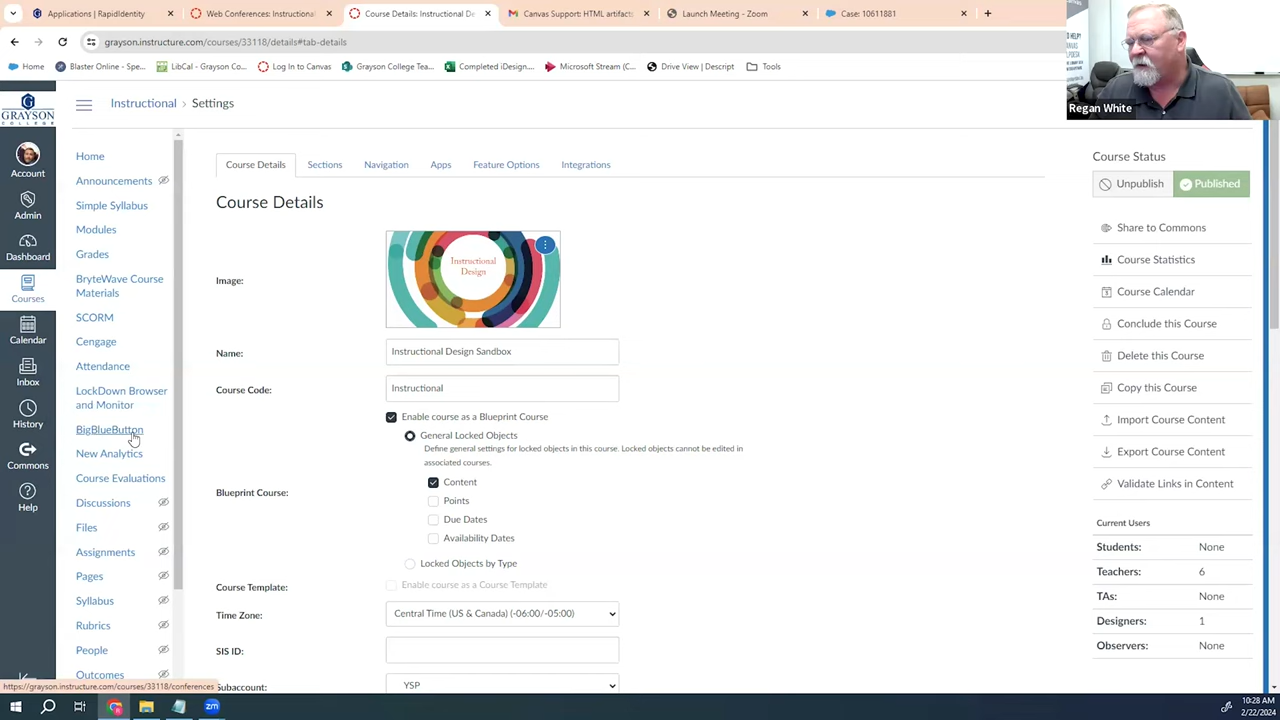 Applications | RapidIdentity
Web Conferences: Instructional
Course Details: Instructional De
Canvas Support: HTML artifacts
Launch Meeting - Zoom
Case: 10611881
grayson.instructure.com/courses/33118/details#tab-details
Home
Blaster Online - Spe...
LibCal - Grayson Co...
Log In to Canvas
Grayson College Tea...
Completed iDesign...
Microsoft Stream (C...
Drive View | Descript
Tools
Regan White
GRAYSON
COLLEGE
Account
Admin
Dashboard
Courses
Calendar
Inbox
History
Commons
Help
Instructional › Settings
Home
Announcements
Simple Syllabus
Modules
Grades
BryteWave Course
Materials
SCORM
Cengage
Attendance
LockDown Browser
and Monitor
BigBlueButton
New Analytics
Course Evaluations
Discussions
Files
Assignments
Pages
Syllabus
Rubrics
People
Outcomes
Course Details
Sections
Navigation
Apps
Feature Options
Integrations
Course Details
Image:
Instructional
Design
Name:
Instructional Design Sandbox
Course Code:
Instructional
Enable course as a Blueprint Course
General Locked Objects
Define general settings for locked objects in this course. Locked objects cannot be edited in
associated courses.
Blueprint Course:
Content
Points
Due Dates
Availability Dates
Locked Objects by Type
Course Template:
Enable course as a Course Template
Time Zone:
Central Time (US & Canada) (-06:00/-05:00)
SIS ID:
Subaccount:
YSP
Course Status
Unpublish
Published
Share to Commons
Course Statistics
Course Calendar
Conclude this Course
Delete this Course
Copy this Course
Import Course Content
Export Course Content
Validate Links in Content
Current Users
Students: None
Teachers: 6
TAs: None
Designers: 1
Observers: None
https://grayson.instructure.com/courses/33118/conferences
10:28 AM
2/22/2024